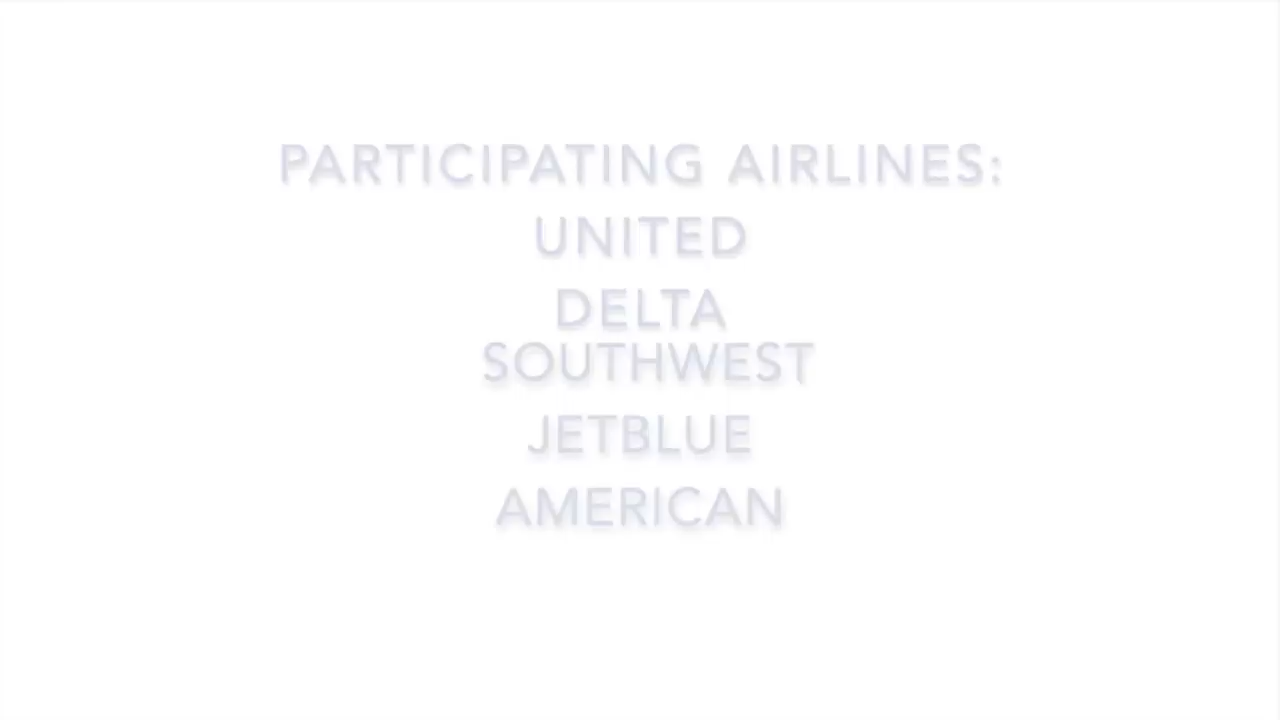 PARTICIPATING AIRLINES:
UNITED
DELTA
SOUTHWEST
JETBLUE
AMERICAN